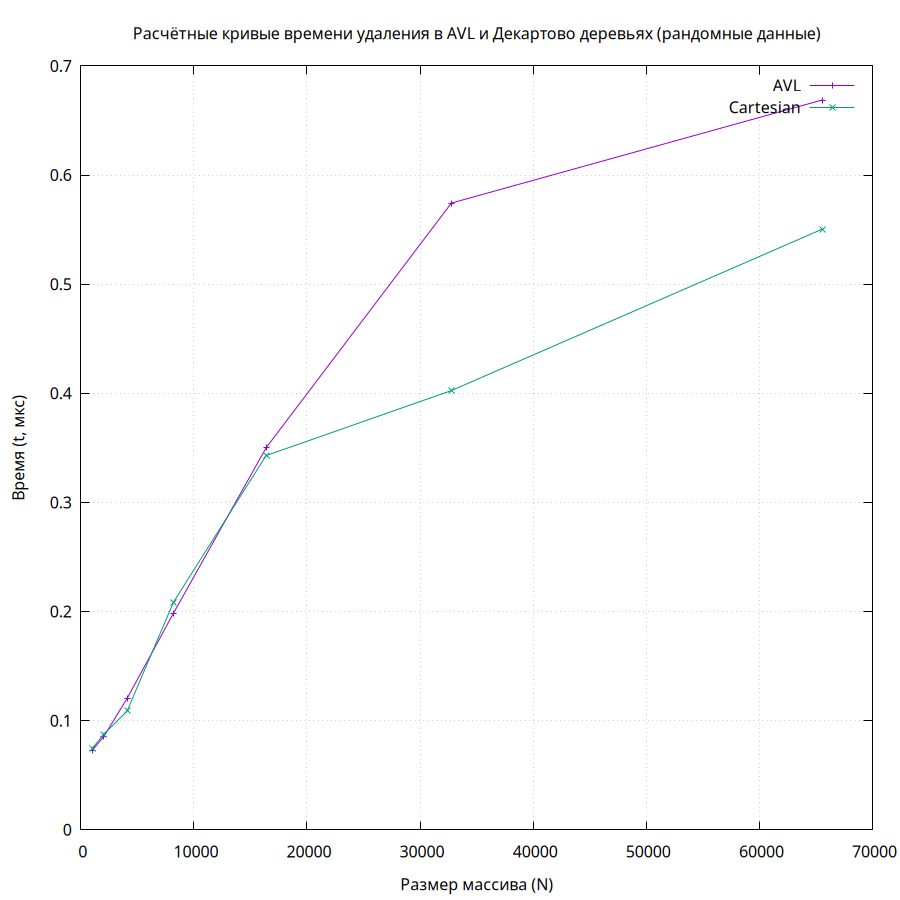 Расчётные кривые времени удаления в AVL и Декартово деревьях (рандомные данные)
0.7
AVL
Cartesian
0.6
0.5
0.4
Время (t, мкс)
0.3
0.2
0.1
0
0 10000 20000 30000 40000 50000 60000 70000
Размер массива (N)